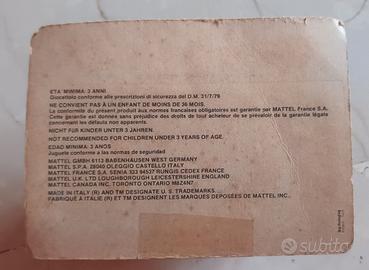 ETA' MINIMA: 3 ANNI
Giocattolo conforme alle prescrizioni di sicurezza del D.M. 31/7/79
NE CONVIENT PAS À UN ENFANT DE MOINS DE 36 MOIS.
La conformité du present produit aux normes francaises obligatoires est garantie par MATTEL France S.A.
Cette garantie est donnée sans préjudice des droits de tout acheteur de se prévaloir de la garantie légale
concernant les défauts non apparents.
NICHT FUR KINDER UNTER 3 JAHREN.
NOT RECOMMENDED FOR CHILDREN UNDER 3 YEARS OF AGE.
EDAD MINIMA: 3 AÑOS
Juguete conforme a las normas de seguridad
MATTEL GMBH 6113 BABENHAUSEN WEST GERMANY
MATTEL S.P.A. 28040 OLEGGIO CASTELLO ITALY
MATTEL FRANCE S.A. SENIA 333 94537 RUNGIS CEDEX FRANCE
MATTEL U.K. LTD LOUGHBOROUGH LEICESTERSHIRE ENGLAND
MATTEL CANADA INC. TORONTO ONTARIO M8Z4N7
MADE IN ITALY (R) AND TM DESIGNATE U. S. TRADEMARKS....
FABRIQUÉ A ITALIE (R) ET TM DESIGNENT LES MARQUES DÉPOSÉES DE MATTEL INC..
subito